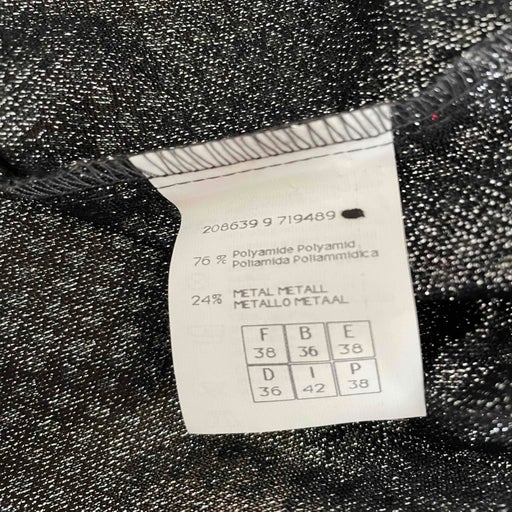 208639 9 719489
76 % Polyamide Polyamid
Poliamida Poliammidica
24% METAL METALL
METALLO METAAL
F B E
38 36 38
D I P
36 42 38